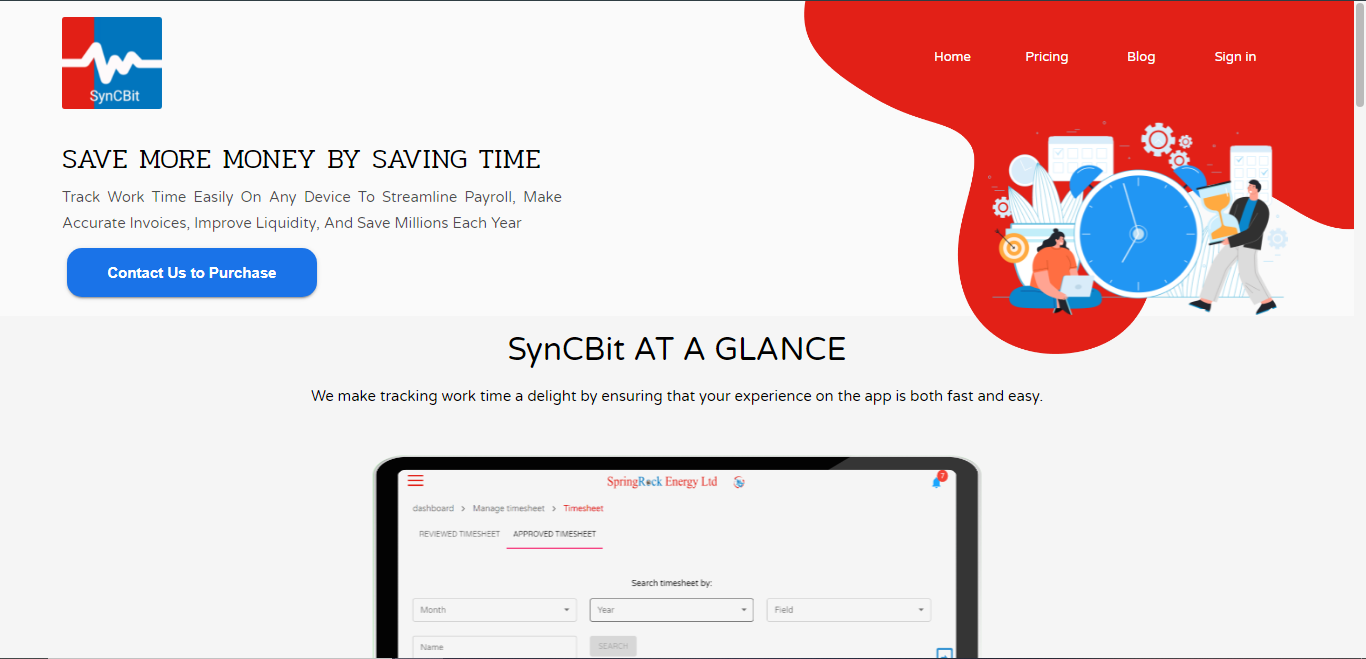 SynCBit
Home
Pricing
Blog
Sign in
SAVE MORE MONEY BY SAVING TIME
Track Work Time Easily On Any Device To Streamline Payroll, Make
Accurate Invoices, Improve Liquidity, And Save Millions Each Year
Contact Us to Purchase
SynCBit AT A GLANCE
We make tracking work time a delight by ensuring that your experience on the app is both fast and easy.
SpringRock Energy Ltd
7
dashboard > Manage timesheet > Timesheet
REVIEWED TIMESHEET
APPROVED TIMESHEET
Search timesheet by:
Month
Year
Field
Name
SEARCH